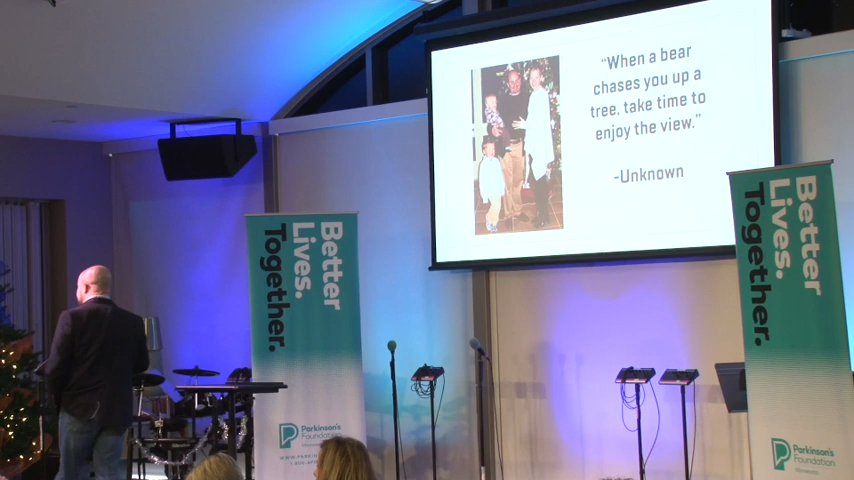 “When a bear
chases you up a
tree, take time to
enjoy the view.”
-Unknown
Better
Lives.
Together.
Parkinson's
Foundation
Better
Lives.
Together.
Parkinson's
Foundation